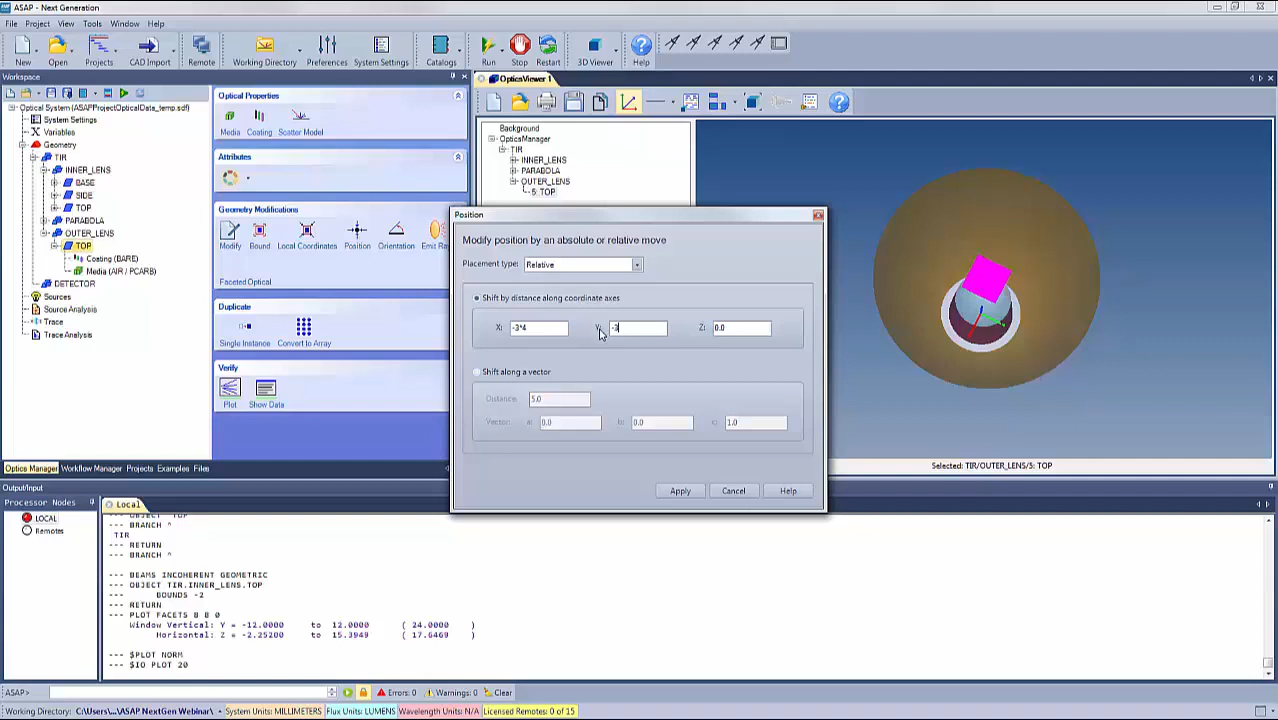 ASAP - Next Generation
File Project View Tools Window Help
New Open Projects CAD Import Remote Working Directory Preferences System Settings Catalogs Run Stop Restart 3D Viewer Help
Workspace
OpticsViewer 1
Optical System (ASAPProjectOpticalData_temp.sdf)
System Settings
Variables
Geometry
TIR
INNER_LENS
BASE
SIDE
TOP
PARABOLA
OUTER_LENS
TOP
Coating (BARE)
Media (AIR / PCARB)
DETECTOR
Sources
Source Analysis
Trace
Trace Analysis
Optical Properties
Media Coating Scatter Model
Attributes
Geometry Modifications
Modify Bound Local Coordinates Position Orientation Emit Ra
Faceted Optical
Duplicate
Single Instance Convert to Array
Verify
Plot Show Data
Background
OpticsManager
TIR
INNER_LENS
PARABOLA
OUTER_LENS
5: TOP
Position
Modify position by an absolute or relative move
Placement type: Relative
Shift by distance along coordinate axes
X: -3*4 Y: -3 Z: 0.0
Shift along a vector
Distance: 5.0
Vector: a: 0.0 b: 0.0 c: 1.0
Apply Cancel Help
Selected: TIR/OUTER_LENS/5: TOP
Optics Manager Workflow Manager Projects Examples Files
Output/Input
Processor Nodes
LOCAL
Remotes
Local
--- OBJECT 'TOP'
--- BRANCH ^
TIR
--- RETURN
--- BRANCH ^
--- BEAMS INCOHERENT GEOMETRIC
--- OBJECT TIR.INNER_LENS.TOP
--- BOUNDS -2
--- RETURN
--- PLOT FACETS 8 8 0
Window Vertical: Y = -12.0000 to 12.0000 ( 24.0000 )
Horizontal: Z = -2.25200 to 15.3949 ( 17.6469 )
--- $PLOT NORM
--- $IO PLOT 20
ASAP> Errors: 0 Warnings: 0 Clear
Working Directory: C:\Users\...\ASAP NextGen Webinar\ System Units: MILLIMETERS Flux Units: LUMENS Wavelength Units: N/A Licensed Remotes: 0 of 15